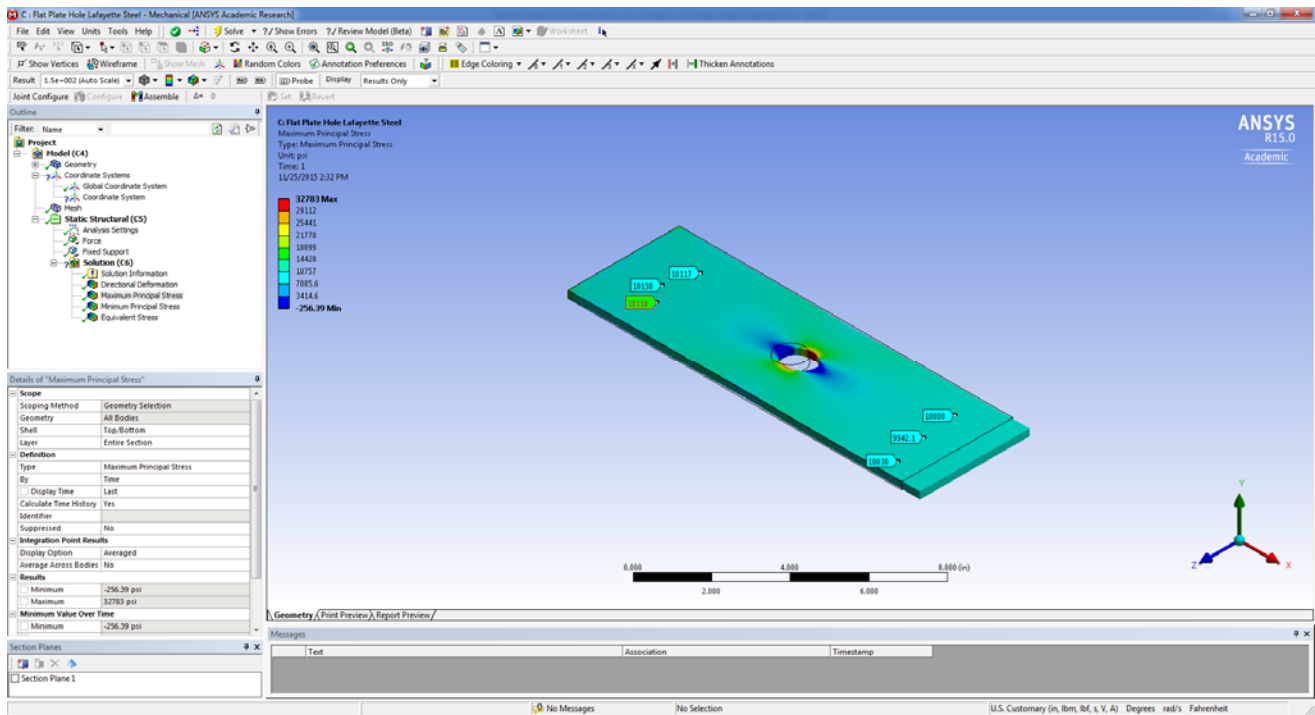 C : Flat Plate Hole Lafayette Steel - Mechanical [ANSYS Academic Research]
File Edit View Units Tools Help Solve ?/ Show Errors ?/ Review Model (Beta) A Worksheet
Show Vertices Wireframe Show Mesh Random Colors Annotation Preferences Edge Coloring Thicken Annotations
Result 1.5e+002 (Auto Scale) Probe Display Results Only
Joint Configure Configure Assemble Δ= 0 Set Revert
Outline
Filter: Name
Project
Model (C4)
Geometry
Coordinate Systems
Global Coordinate System
Coordinate System
Mesh
Static Structural (C5)
Analysis Settings
Force
Fixed Support
Solution (C6)
Solution Information
Directional Deformation
Maximum Principal Stress
Minimum Principal Stress
Equivalent Stress
Details of "Maximum Principal Stress"
Scope
Scoping Method Geometry Selection
Geometry All Bodies
Shell Top/Bottom
Layer Entire Section
Definition
Type Maximum Principal Stress
By Time
Display Time Last
Calculate Time History Yes
Identifier
Suppressed No
Integration Point Results
Display Option Averaged
Average Across Bodies No
Results
Minimum -256.39 psi
Maximum 32783 psi
Minimum Value Over Time
Minimum -256.39 psi
Section Planes
Section Plane 1
C: Flat Plate Hole Lafayette Steel
Maximum Principal Stress
Type: Maximum Principal Stress
Unit: psi
Time: 1
11/25/2015 2:32 PM
32783 Max
29112
25441
21770
18099
14428
10757
7085.6
3414.6
-256.39 Min
ANSYS
R15.0
Academic
10117
10130
10000
9942.1
10030
0.000 4.000 8.000 (in)
2.000 6.000
Y
Z X
Geometry Print Preview Report Preview
Messages
Text Association Timestamp
No Messages No Selection U.S. Customary (in, lbm, lbf, s, V, A) Degrees rad/s Fahrenheit